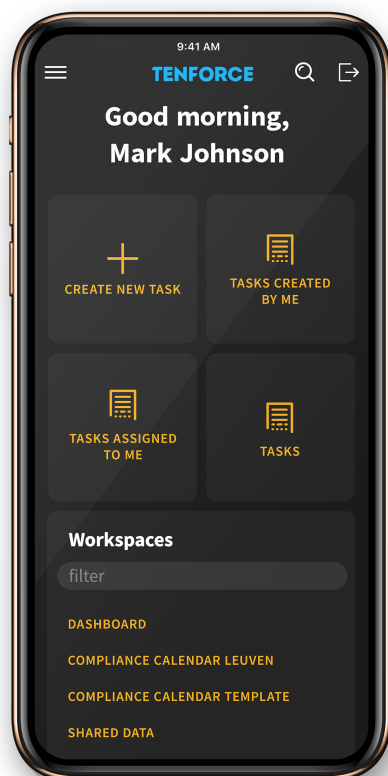 9:41 AM
TENFORCE
Good morning,
Mark Johnson
CREATE NEW TASK
TASKS CREATED
BY ME
TASKS ASSIGNED
TO ME
TASKS
Workspaces
filter
DASHBOARD
COMPLIANCE CALENDAR LEUVEN
COMPLIANCE CALENDAR TEMPLATE
SHARED DATA